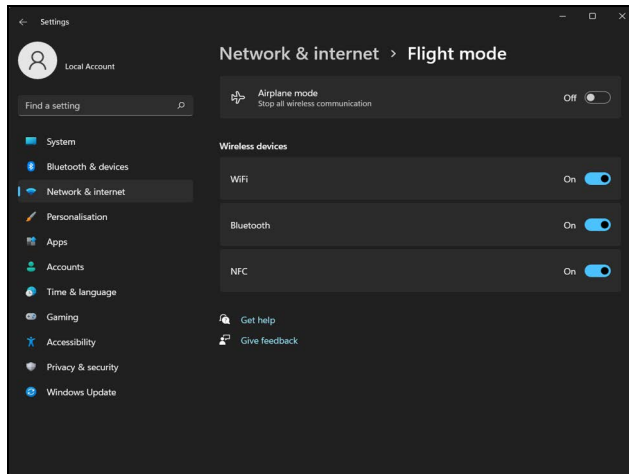 Settings
Local Account
Find a setting
System
Bluetooth & devices
Network & internet
Personalisation
Apps
Accounts
Time & language
Gaming
Accessibility
Privacy & security
Windows Update
Network & internet > Flight mode
Airplane mode
Stop all wireless communication
Off
Wireless devices
WiFi
On
Bluetooth
On
NFC
On
Get help
Give feedback